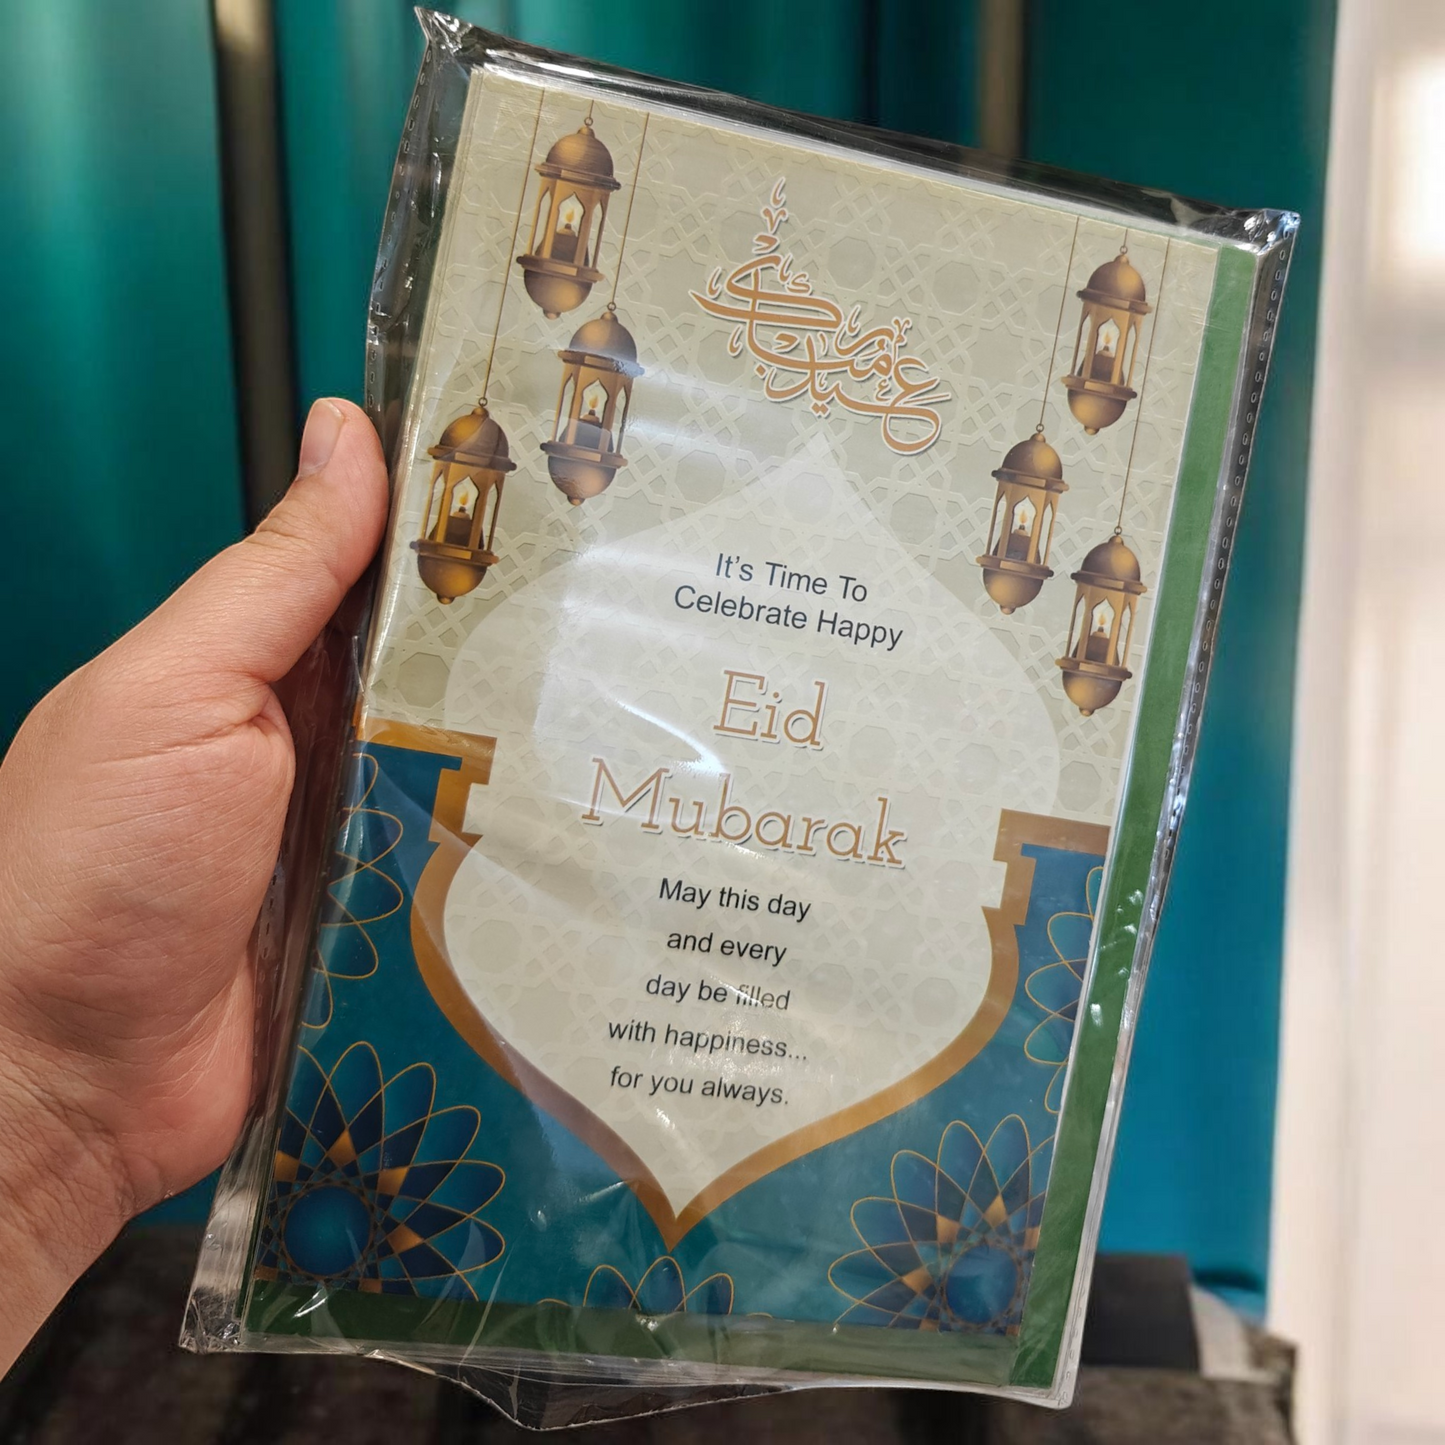 عيد مبارك
It's Time To
Celebrate Happy
Eid
Mubarak
May this day
and every
day be filled
with happiness...
for you always.